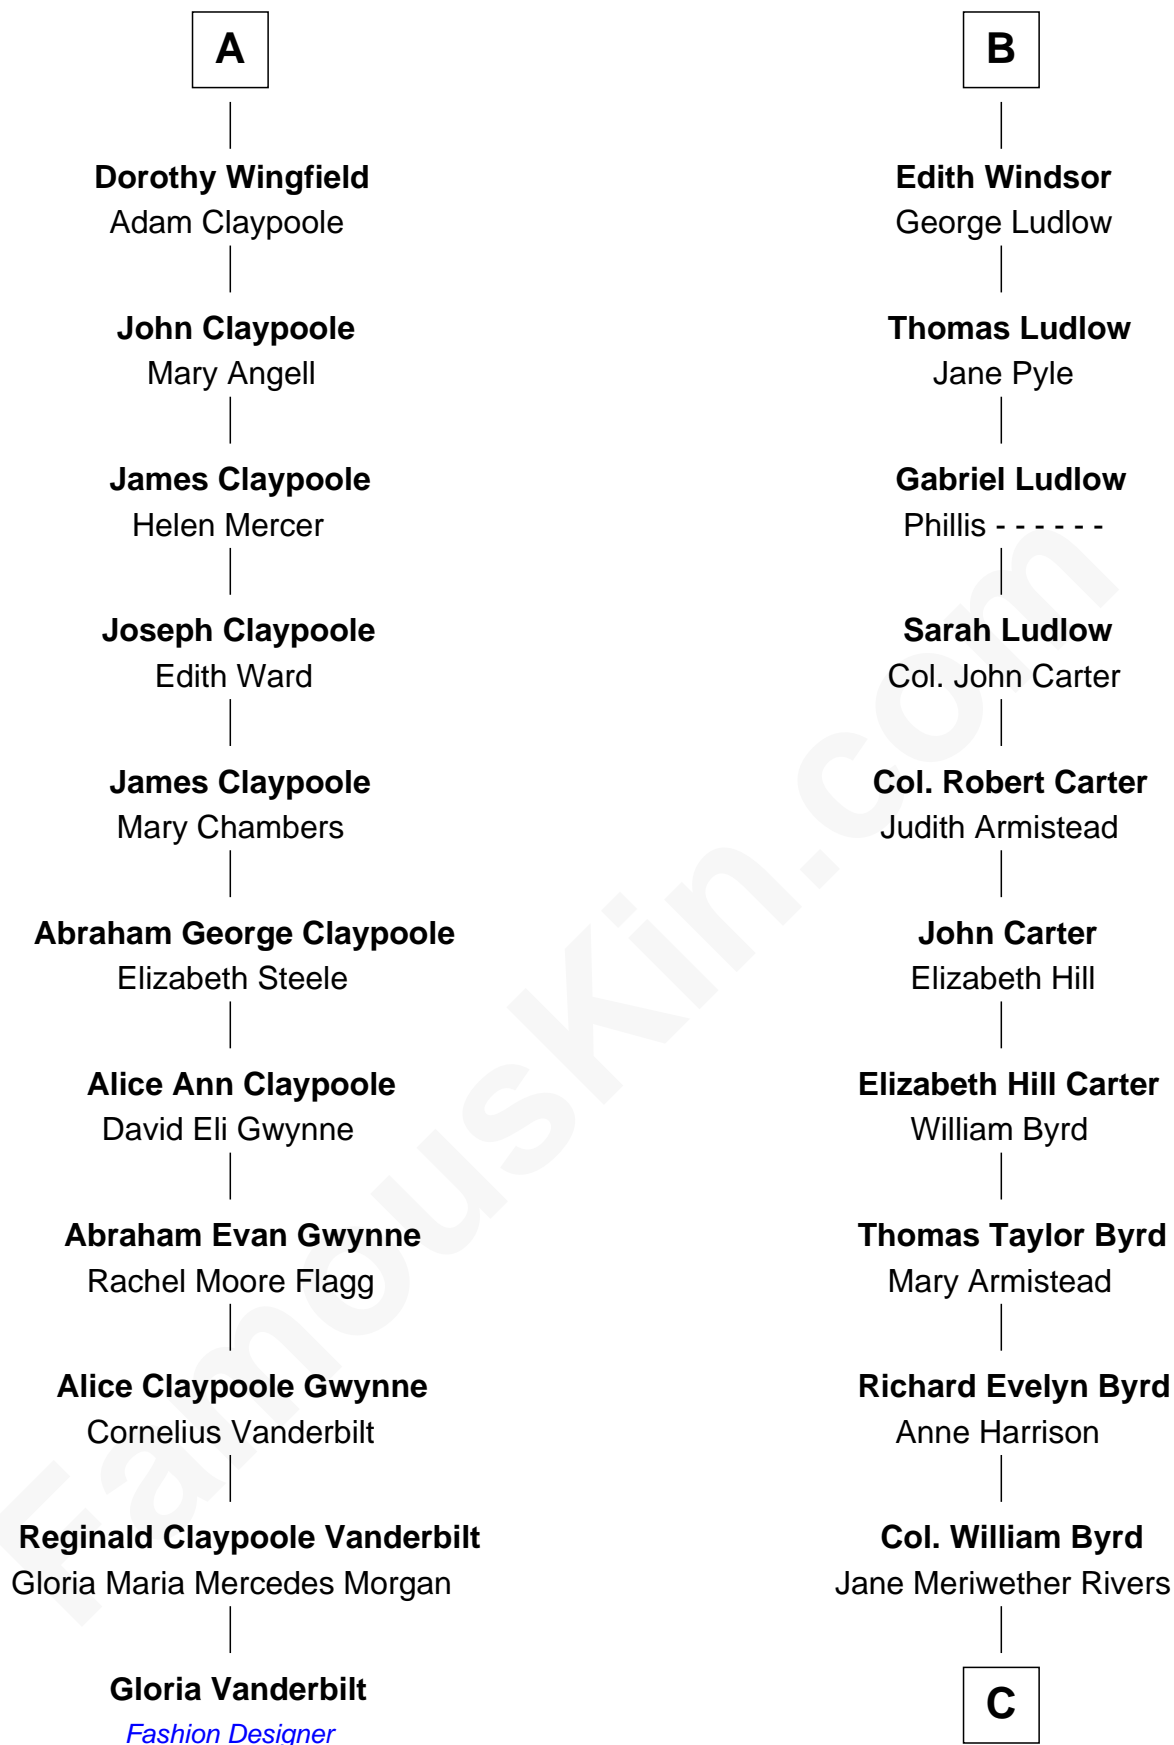 A
Dorothy Wingfield
Adam Claypoole
John Claypoole
Mary Angell
James Claypoole
Helen Mercer
Joseph Claypoole
Edith Ward
James Claypoole
Mary Chambers
Abraham George Claypoole
Elizabeth Steele
Alice Ann Claypoole
David Eli Gwynne
Abraham Evan Gwynne
Rachel Moore Flagg
Alice Claypoole Gwynne
Cornelius Vanderbilt
Reginald Claypoole Vanderbilt
Gloria Maria Mercedes Morgan
Gloria Vanderbilt
Fashion Designer
B
Edith Windsor
George Ludlow
Thomas Ludlow
Jane Pyle
Gabriel Ludlow
Phillis - - - - - -
Sarah Ludlow
Col. John Carter
Col. Robert Carter
Judith Armistead
John Carter
Elizabeth Hill
Elizabeth Hill Carter
William Byrd
Thomas Taylor Byrd
Mary Armistead
Richard Evelyn Byrd
Anne Harrison
Col. William Byrd
Jane Meriwether Rivers
C
FamousKin.com